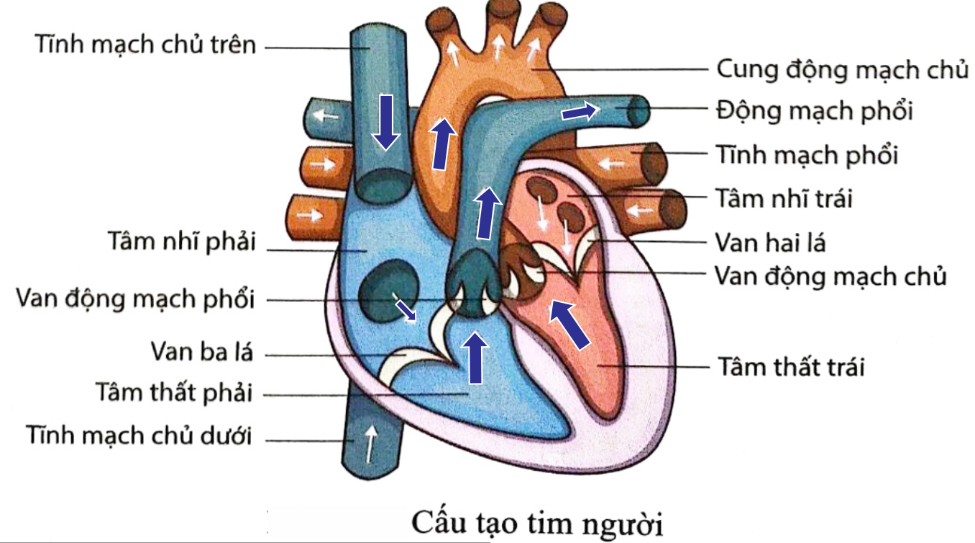 Tĩnh mạch chủ trên
Tâm nhĩ phải
Van động mạch phổi
Van ba lá
Tâm thất phải
Tĩnh mạch chủ dưới
Cung động mạch chủ
Động mạch phổi
Tĩnh mạch phổi
Tâm nhĩ trái
Van hai lá
Van động mạch chủ
Tâm thất trái
Cấu tạo tim người